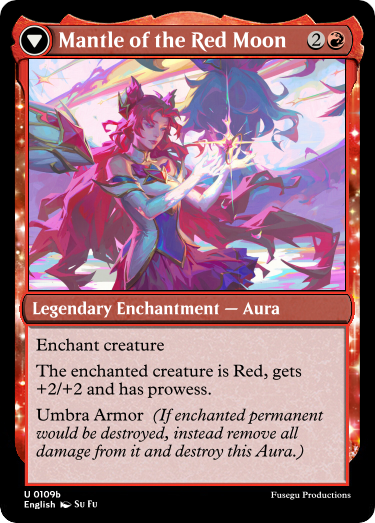 Mantle of the Red Moon 2
Legendary Enchantment — Aura
Enchant creature
The enchanted creature is Red, gets
+2/+2 and has prowess.
Umbra Armor (If enchanted permanent
would be destroyed, instead remove all
damage from it and destroy this Aura.)
U 0109b
Fusegu Productions
English Su Fu